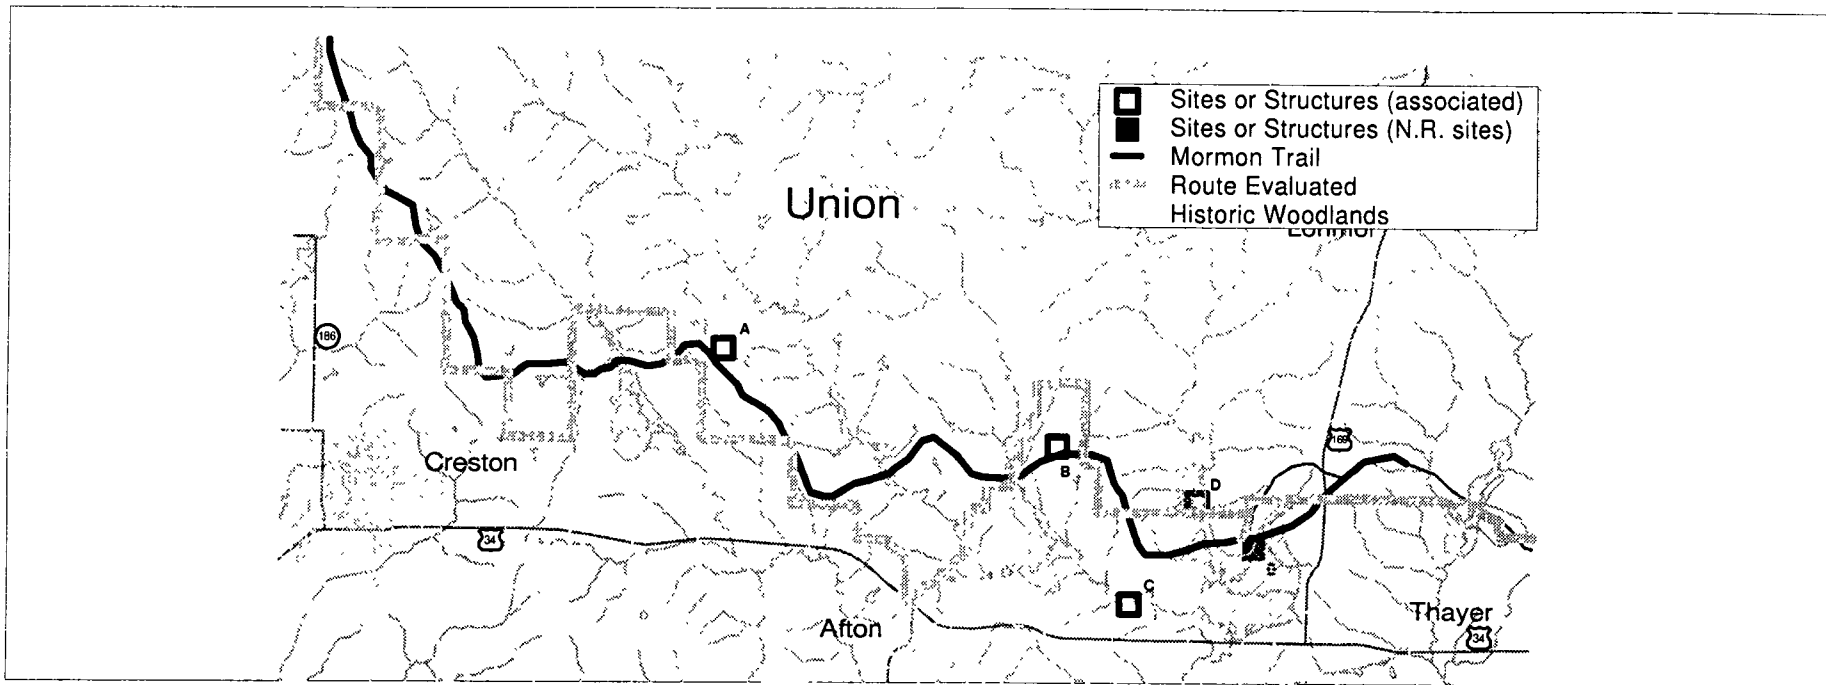 Sites or Structures (associated)
Sites or Structures (N.R. sites)
Mormon Trail
Route Evaluated
Historic Woodlands
Union
Lorimor
186
A
169
Creston
B
D
34
C
Thayer
Afton
34